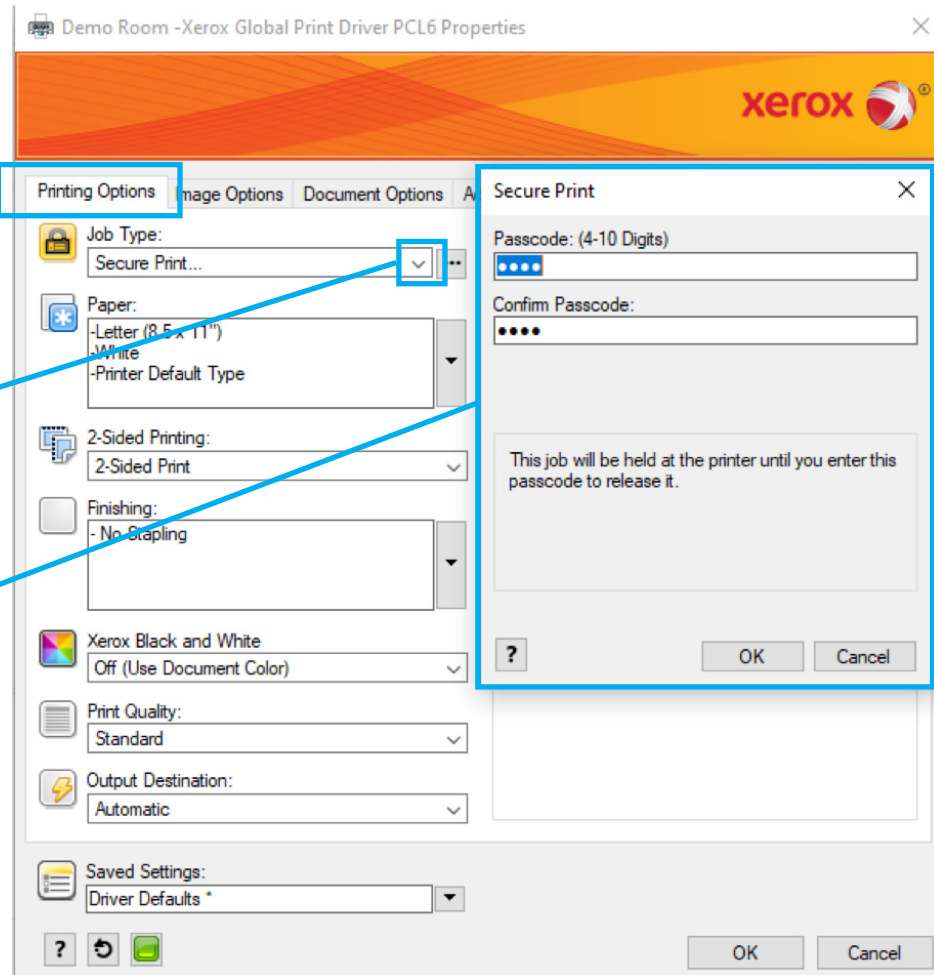 Demo Room -Xerox Global Print Driver PCL6 Properties
xerox ®
Printing Options
Image Options
Document Options
Job Type:
Secure Print...
Paper:
-Letter (8.5 x 11")
-White
-Printer Default Type
2-Sided Printing:
2-Sided Print
Finishing:
- No Stapling
Xerox Black and White
Off (Use Document Color)
Print Quality:
Standard
Output Destination:
Automatic
Saved Settings:
Driver Defaults *
?
OK
Cancel
Secure Print
Passcode: (4-10 Digits)
••••
Confirm Passcode:
••••
This job will be held at the printer until you enter this
passcode to release it.
?
OK
Cancel